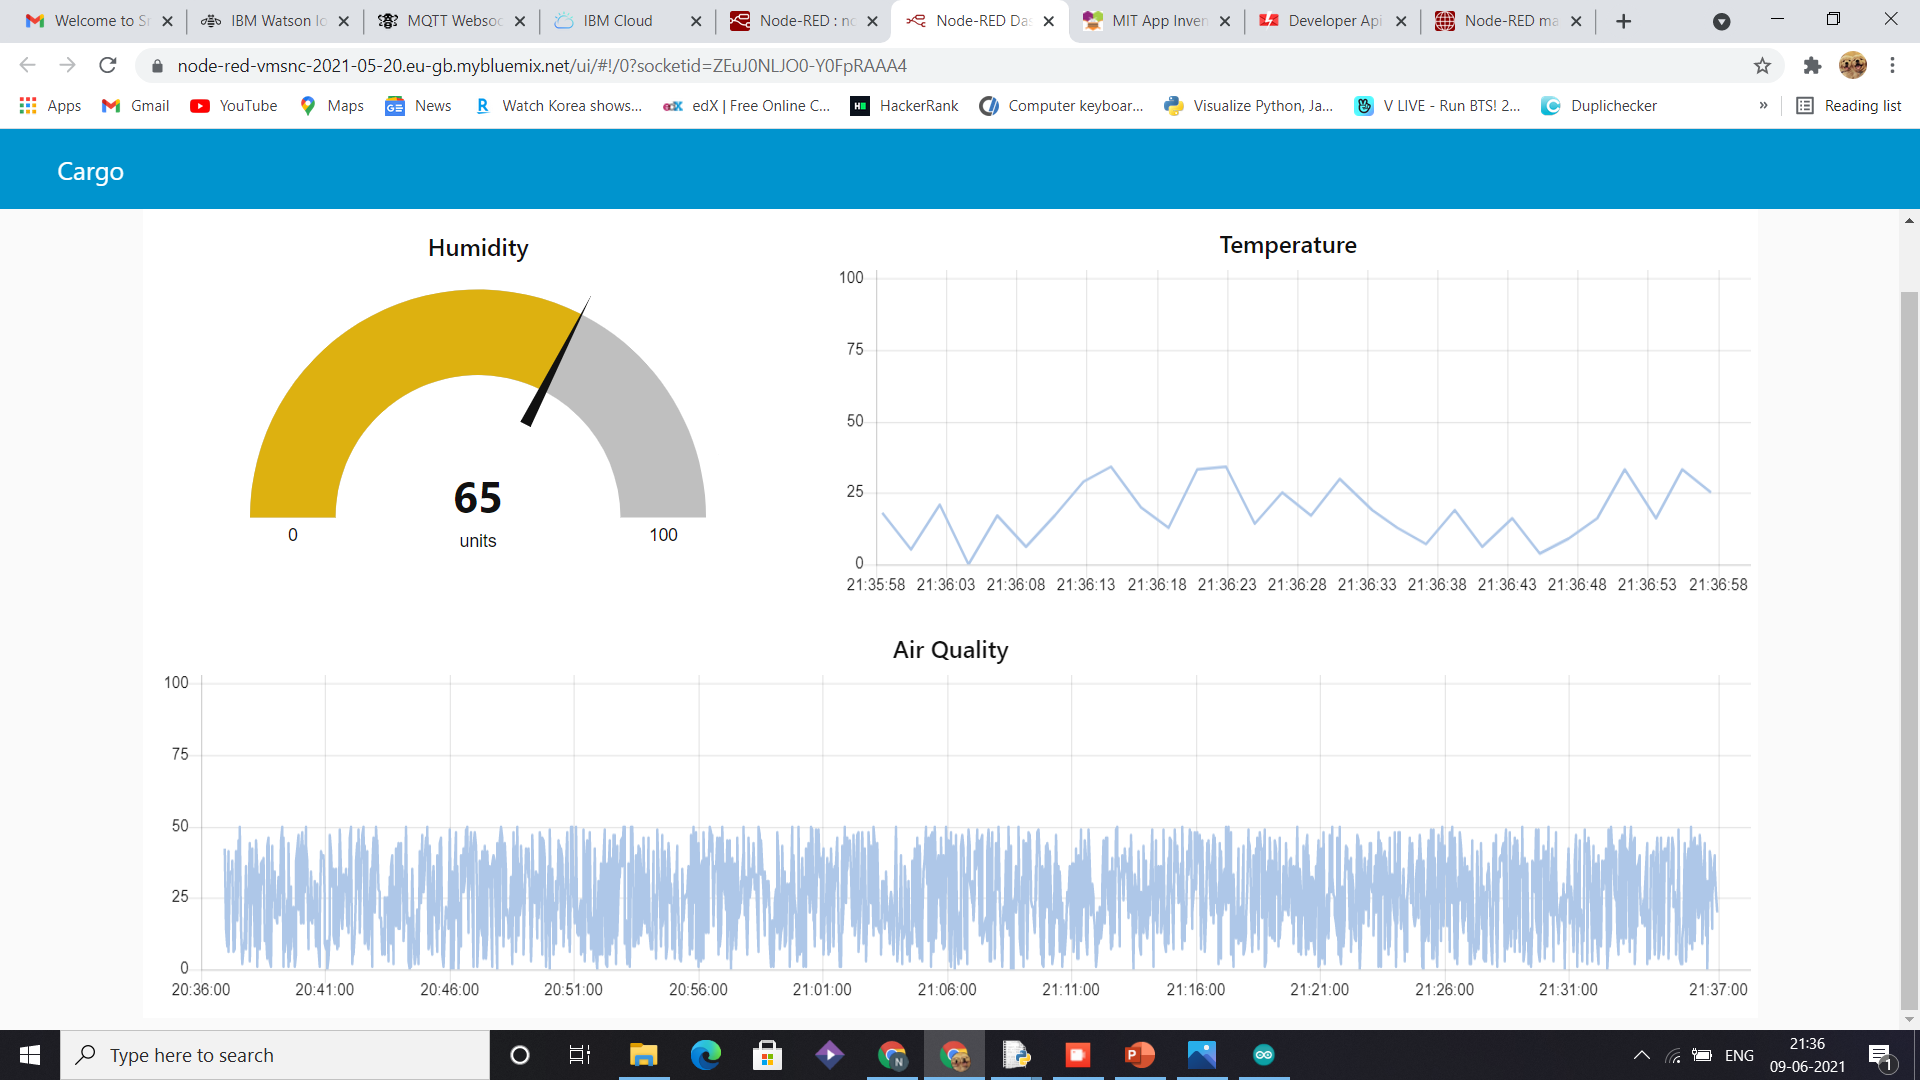 Welcome to Sr
IBM Watson Io
MQTT Websoc
IBM Cloud
Node-RED : no
Node-RED Da
MIT App Inven
Developer Api
Node-RED ma
node-red-vmsnc-2021-05-20.eu-gb.mybluemix.net/ui/#!/0?socketid=ZEuJ0NLJO0-Y0FpRAAA4
Apps
Gmail
YouTube
Maps
News
Watch Korea shows...
edX | Free Online C...
HackerRank
Computer keyboar...
Visualize Python, Ja...
V LIVE - Run BTS! 2...
Duplichecker
»
Reading list
Cargo
Humidity
65
units
0
100
Temperature
100
75
50
25
0
21:35:58 21:36:03 21:36:08 21:36:13 21:36:18 21:36:23 21:36:28 21:36:33 21:36:38 21:36:43 21:36:48 21:36:53 21:36:58
Air Quality
100
75
50
25
0
20:36:00 20:41:00 20:46:00 20:51:00 20:56:00 21:01:00 21:06:00 21:11:00 21:16:00 21:21:00 21:26:00 21:31:00 21:37:00
Type here to search
ENG
21:36
09-06-2021
1